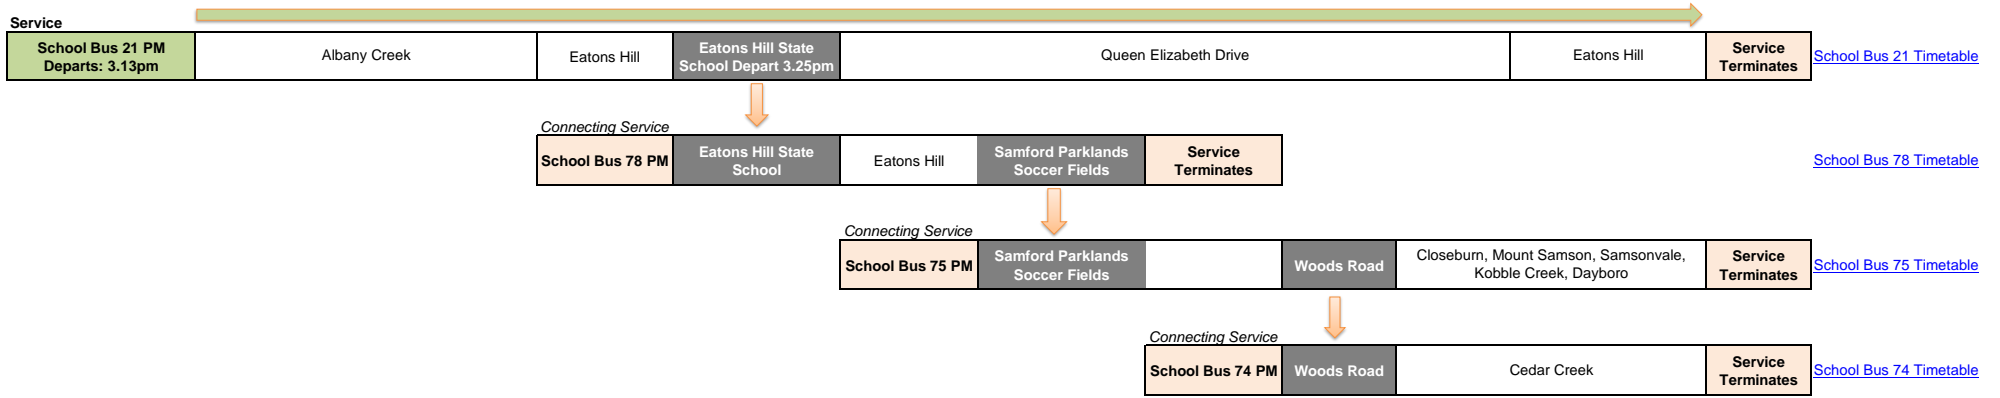 Service
School Bus 21 PM
Departs: 3.13pm
Albany Creek
Eatons Hill
Eatons Hill State
School Depart 3.25pm
Queen Elizabeth Drive
Eatons Hill
Service
Terminates
School Bus 21 Timetable
Connecting Service
School Bus 78 PM
Eatons Hill State
School
Eatons Hill
Samford Parklands
Soccer Fields
Service
Terminates
School Bus 78 Timetable
Connecting Service
School Bus 75 PM
Samford Parklands
Soccer Fields
Woods Road
Closeburn, Mount Samson, Samsonvale,
Kobble Creek, Dayboro
Service
Terminates
School Bus 75 Timetable
Connecting Service
School Bus 74 PM
Woods Road
Cedar Creek
Service
Terminates
School Bus 74 Timetable